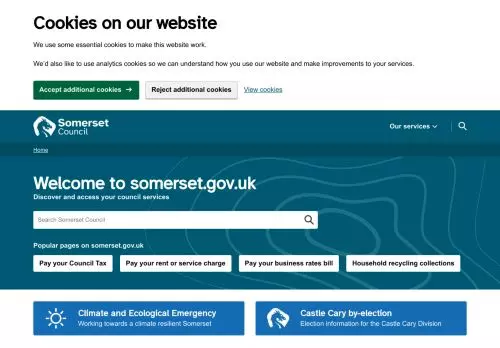 Cookies on our website
We use some essential cookies to make this website work.
We'd also like to use analytics cookies so we can understand how you use our website and make improvements to your services.
Accept additional cookies →
Reject additional cookies
View cookies
Somerset
Council
Our services
Home
Welcome to somerset.gov.uk
Discover and access your council services
Search Somerset Council
Popular pages on somerset.gov.uk
Pay your Council Tax
Pay your rent or service charge
Pay your business rates bill
Household recycling collections
Climate and Ecological Emergency
Working towards a climate resilient Somerset
Castle Cary by-election
Election information for the Castle Cary Division